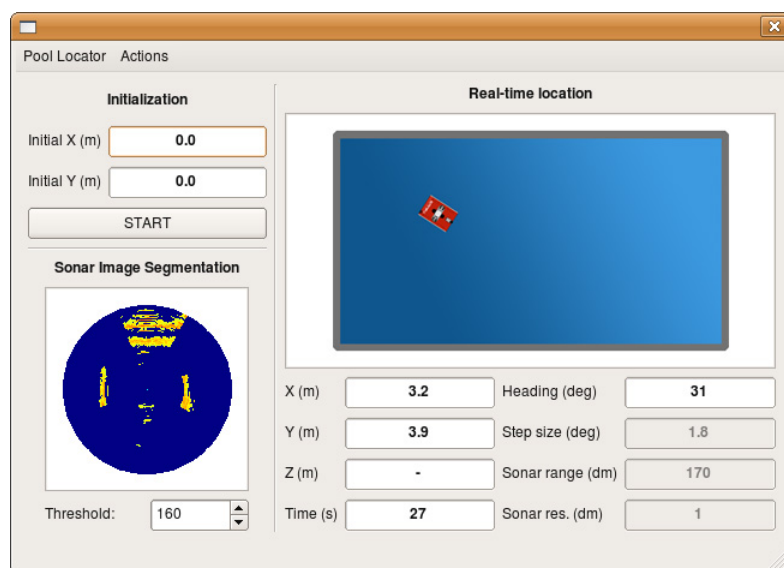 Pool Locator Actions
Initialization
Initial X (m) 0.0
Initial Y (m) 0.0
START
Sonar Image Segmentation
Threshold: 160
Real-time location
X (m) 3.2 Heading (deg) 31
Y (m) 3.9 Step size (deg) 1.8
Z (m) - Sonar range (dm) 170
Time (s) 27 Sonar res. (dm) 1